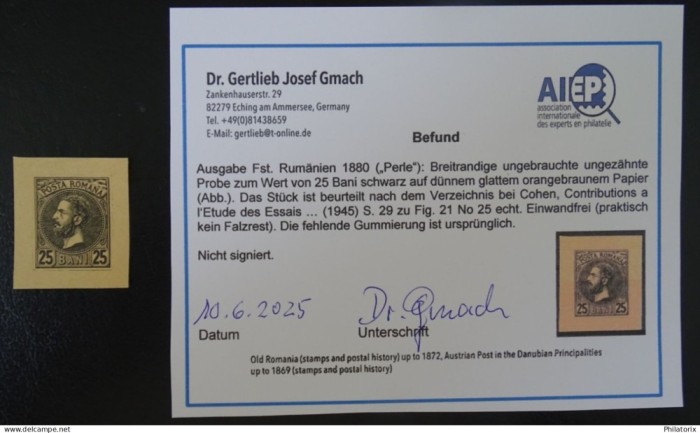 POSTA ROMANA
25 BANI 25
Dr. Gertlieb Josef Gmach
Zankenhauserstr. 29
82279 Eching am Ammersee, Germany
Tel. +49(0)81438659
E-Mail: gertlieb@t-online.de
AIEP
association
internationale
des experts en philatelie
Befund
Ausgabe Fst. Rumänien 1880 („Perle“): Breitrandige ungebrauchte ungezähnte
Probe zum Wert von 25 Bani schwarz auf dünnem glattem orangebraunem Papier
(Abb.). Das Stück ist beurteilt nach dem Verzeichnis bei Cohen, Contributions a
l'Etude des Essais ... (1945) S. 29 zu Fig. 21 No 25 echt. Einwandfrei (praktisch
kein Falzrest). Die fehlende Gummierung ist ursprünglich.
Nicht signiert.
10.6.2025
Dr. Gmach
Datum
Unterschrift
25 BANI 25
Old Romania (stamps and postal history) up to 1872, Austrian Post in the Danubian Principalities
up to 1869 (stamps and postal history)
www.delcampe.net
Philatorix